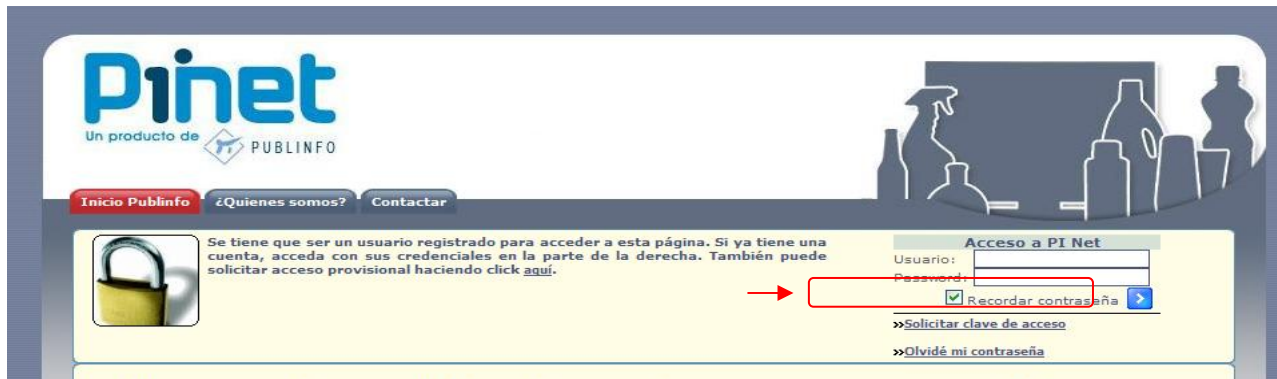 Pinet
Un producto de PUBLINFO
Inicio Publinfo ¿Quienes somos? Contactar
Se tiene que ser un usuario registrado para acceder a esta página. Si ya tiene una
cuenta, acceda con sus credenciales en la parte de la derecha. También puede
solicitar acceso provisional haciendo click aquí.
Acceso a PI Net
Usuario:
Password:
Recordar contraseña
»Solicitar clave de acceso
»Olvidé mi contraseña